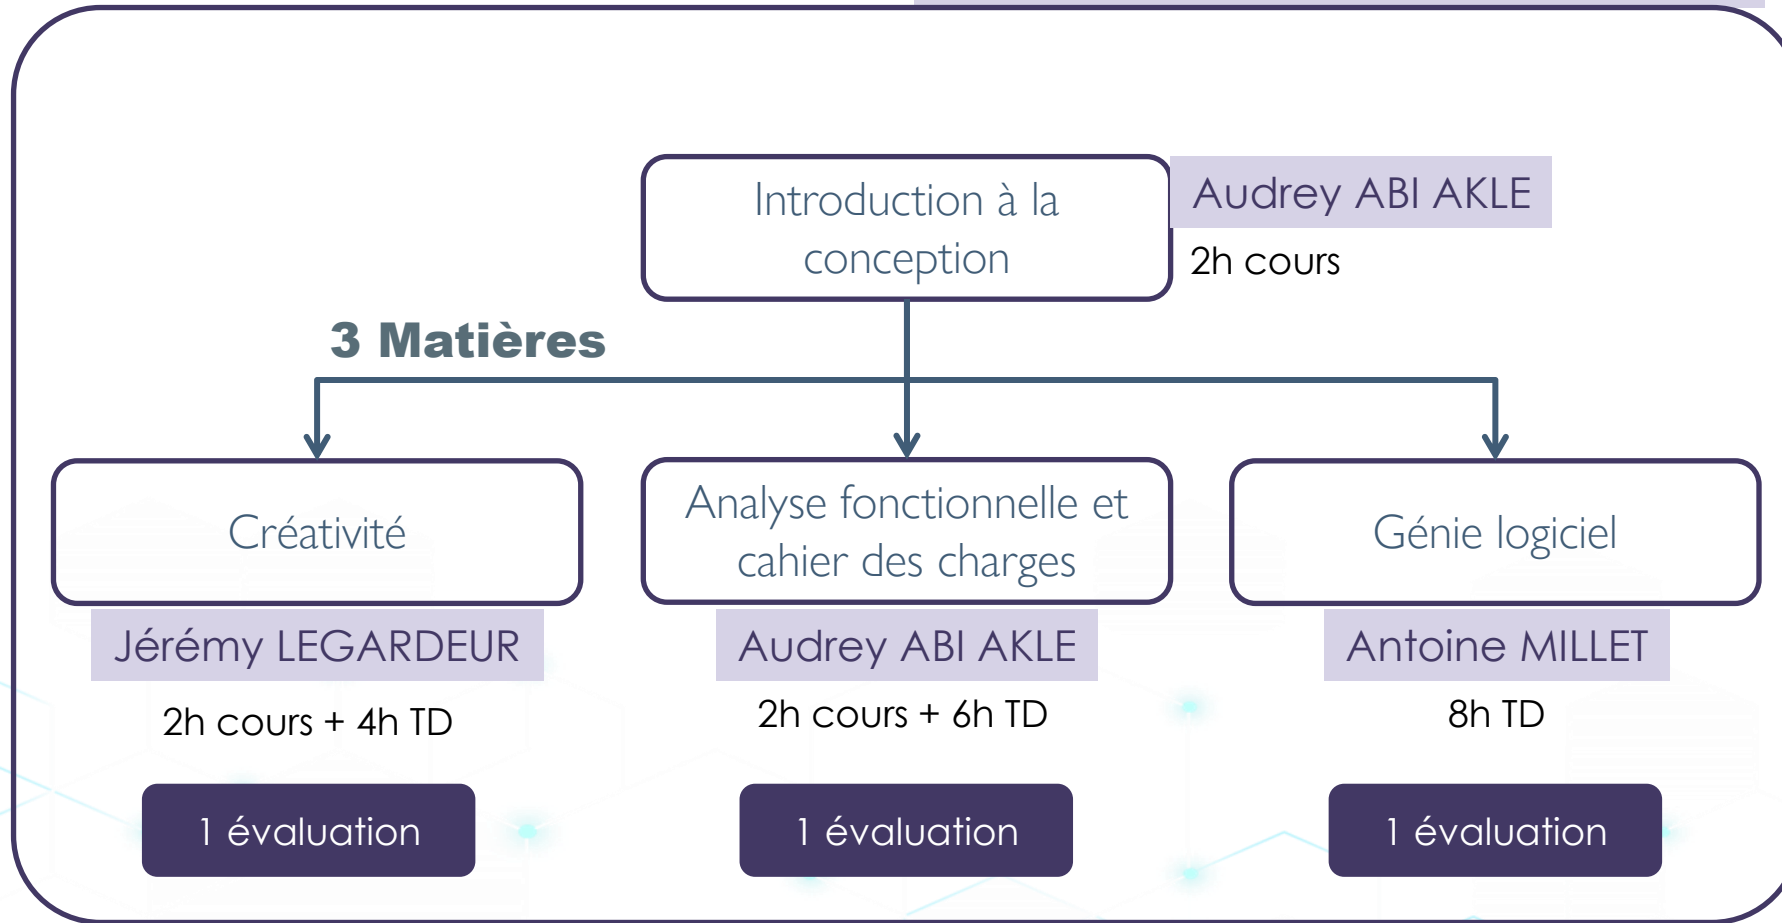 Introduction à la
conception
Audrey ABI AKLE
2h cours
3 Matières
Créativité
Jérémy LEGARDEUR
2h cours + 4h TD
1 évaluation
Analyse fonctionnelle et
cahier des charges
Audrey ABI AKLE
2h cours + 6h TD
1 évaluation
Génie logiciel
Antoine MILLET
8h TD
1 évaluation